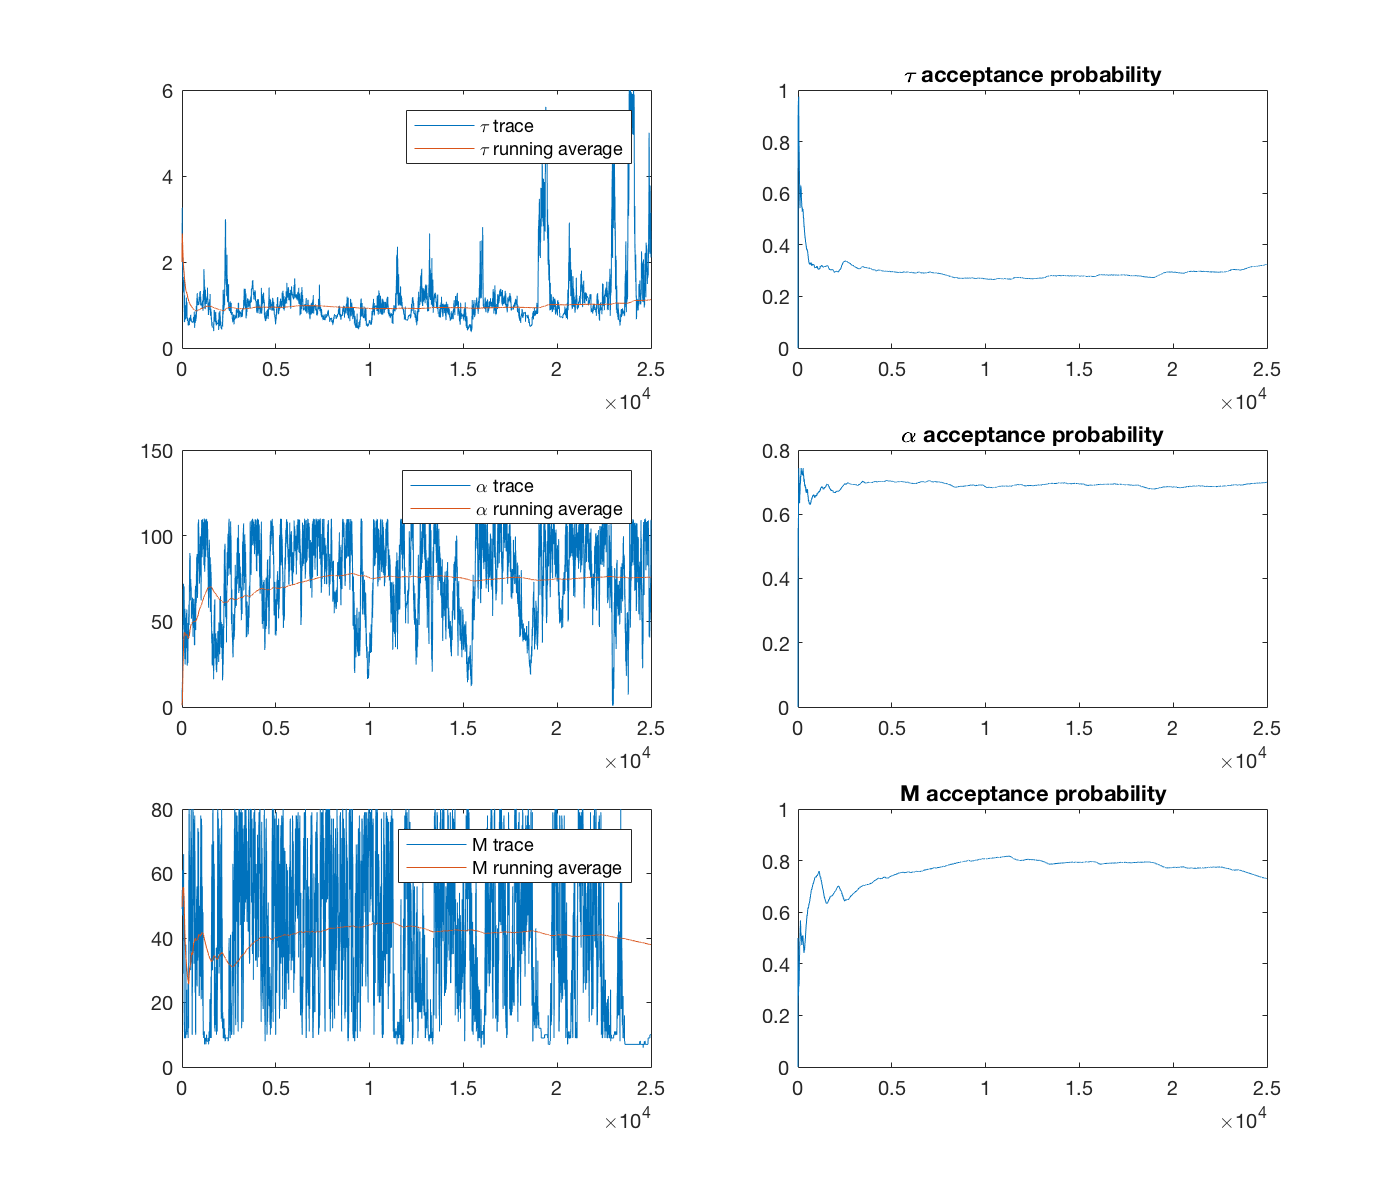 τ acceptance probability
6
4
2
0
τ trace
τ running average
0 0.5 1 1.5 2 2.5
×10^4
1
0.8
0.6
0.4
0.2
0
0 0.5 1 1.5 2 2.5
×10^4
α acceptance probability
150
100
50
0
α trace
α running average
0 0.5 1 1.5 2 2.5
×10^4
0.8
0.6
0.4
0.2
0
0 0.5 1 1.5 2 2.5
×10^4
M acceptance probability
80
60
40
20
0
M trace
M running average
0 0.5 1 1.5 2 2.5
×10^4
1
0.8
0.6
0.4
0.2
0
0 0.5 1 1.5 2 2.5
×10^4